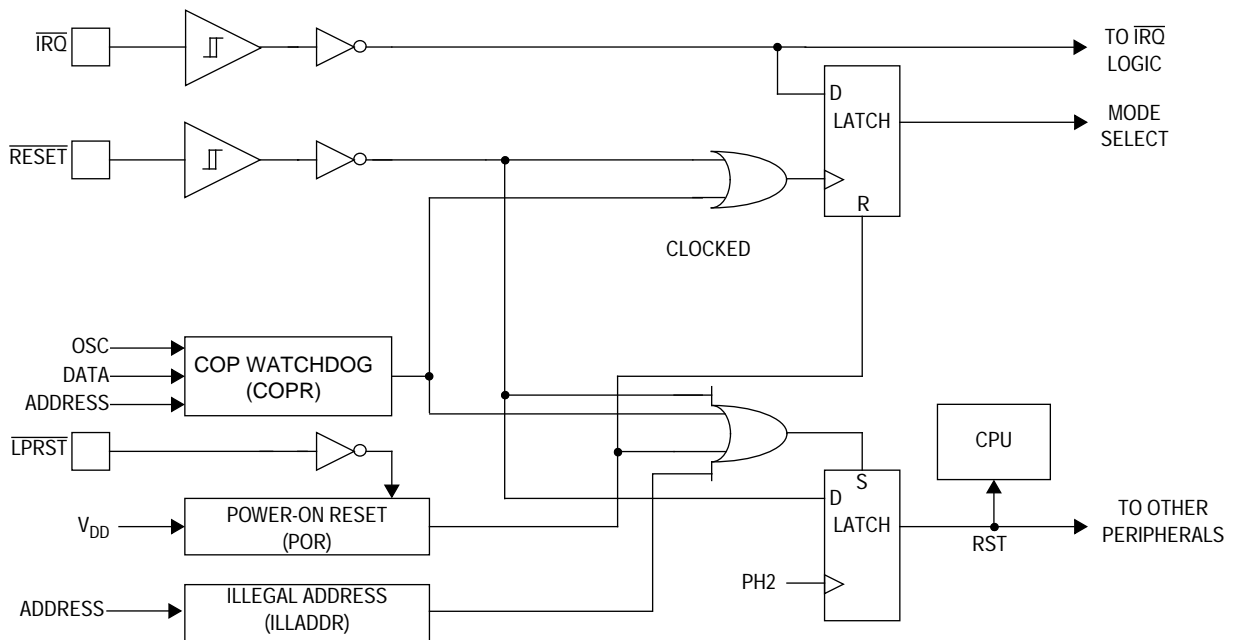 IRQ
TO IRQ
LOGIC
D
LATCH
MODE
SELECT
RESET
R
CLOCKED
OSC
DATA
ADDRESS
COP WATCHDOG
(COPR)
LPRST
CPU
S
D
LATCH
VDD
POWER-ON RESET
(POR)
RST
TO OTHER
PERIPHERALS
PH2
ADDRESS
ILLEGAL ADDRESS
(ILLADDR)